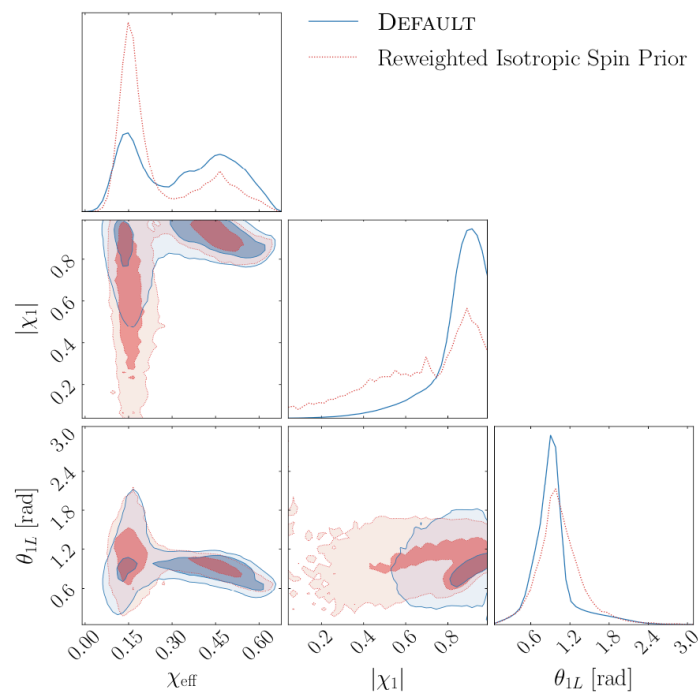 DEFAULT
Reweighted Isotropic Spin Prior
|χ₁|
0.8
0.6
0.4
0.2
θ₁L [rad]
3.0
2.4
1.8
1.2
0.6
0.00 0.15 0.30 0.45 0.60
0.2 0.4 0.6 0.8
0.6 1.2 1.8 2.4 3.0
χeff |χ₁| θ₁L [rad]